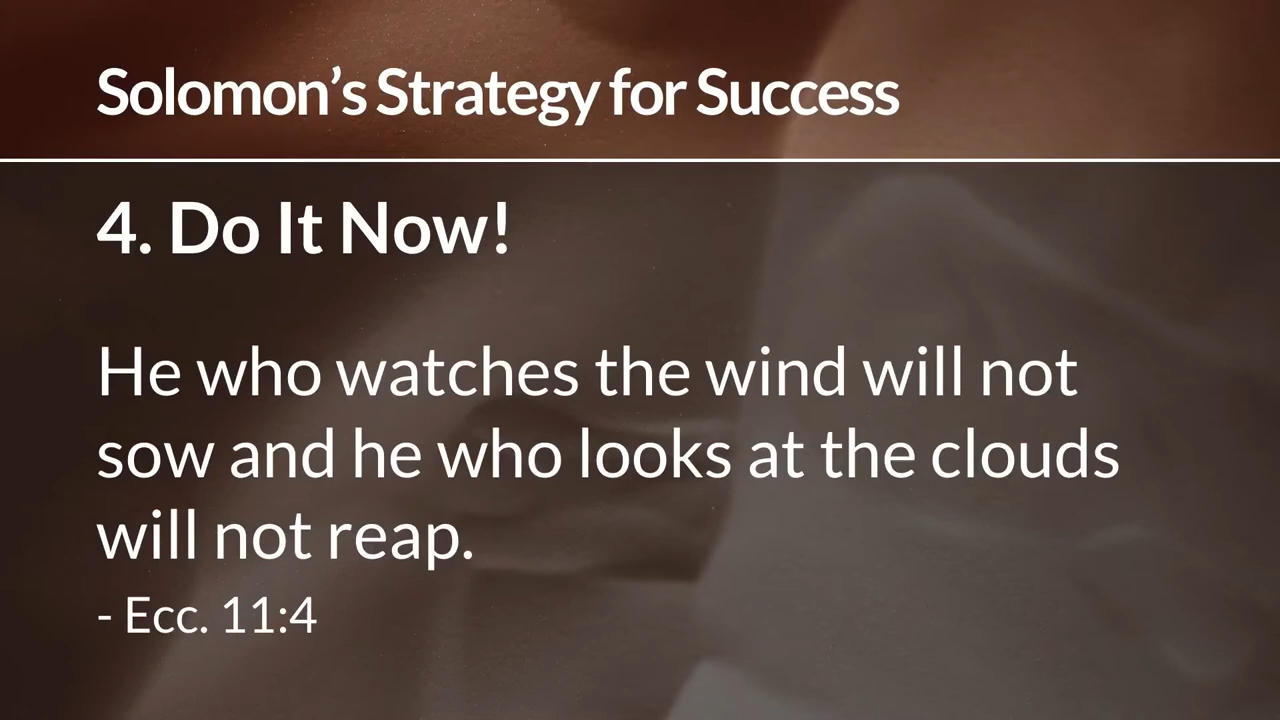 Solomon’s Strategy for Success
4. Do It Now!
He who watches the wind will not
sow and he who looks at the clouds
will not reap.
- Ecc. 11:4